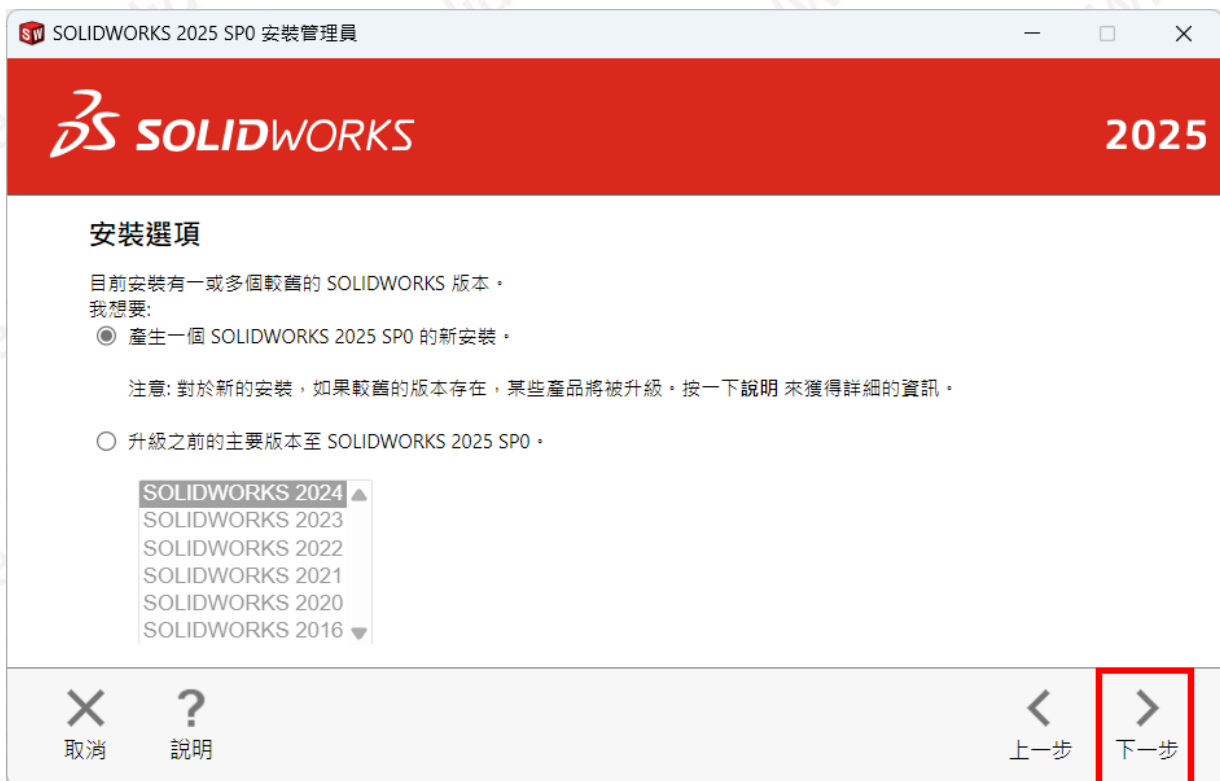 SOLIDWORKS 2025 SP0 安裝管理員
SOLIDWORKS
2025
安裝選項
目前安裝有一或多個較舊的 SOLIDWORKS 版本。
我想要:
產生一個 SOLIDWORKS 2025 SP0 的新安裝。
注意: 對於新的安裝，如果較舊的版本存在，某些產品將被升級。按一下說明 來獲得詳細的資訊。
升級之前的主要版本至 SOLIDWORKS 2025 SP0。
SOLIDWORKS 2024
SOLIDWORKS 2023
SOLIDWORKS 2022
SOLIDWORKS 2021
SOLIDWORKS 2020
SOLIDWORKS 2016
取消
說明
上一步
下一步